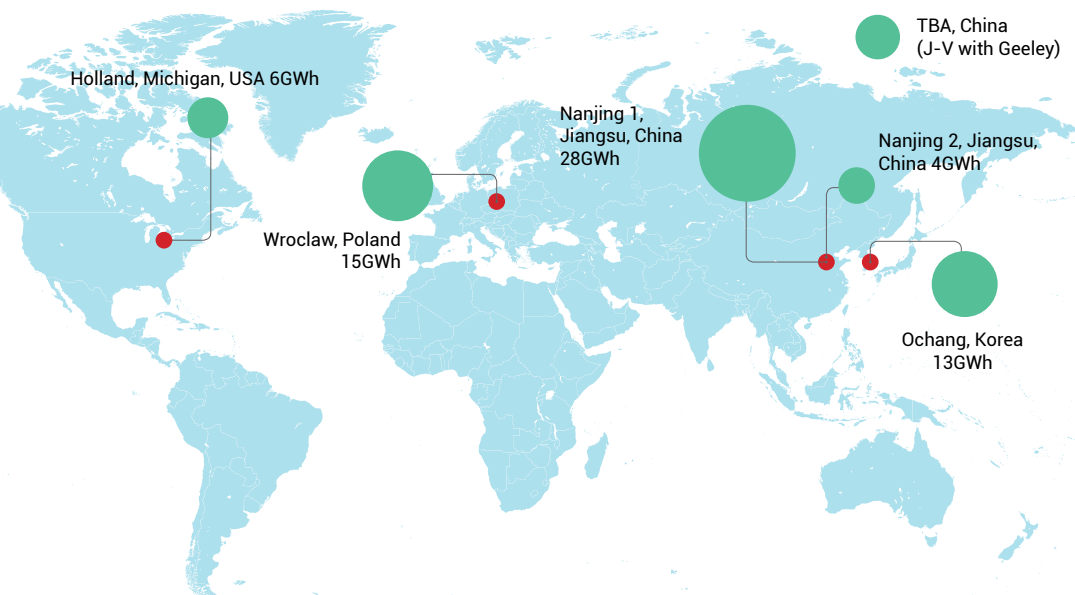 TBA, China
(J-V with Geeley)
Holland, Michigan, USA 6GWh
Nanjing 1,
Jiangsu, China
28GWh
Nanjing 2, Jiangsu,
China 4GWh
Wroclaw, Poland
15GWh
Ochang, Korea
13GWh